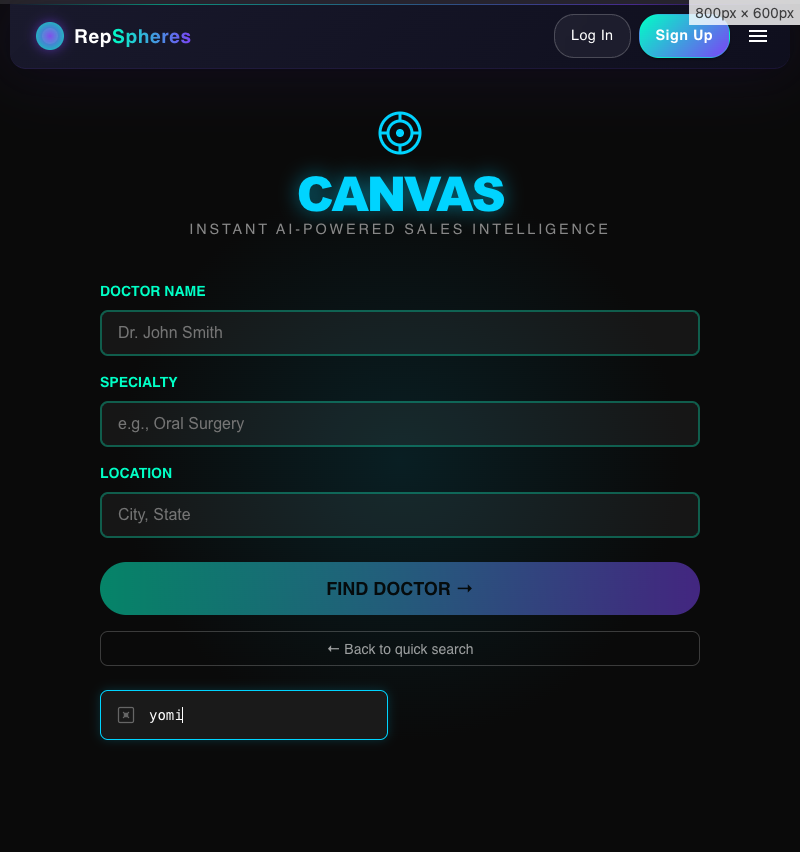 800px × 600px
RepSpheres
Log In
Sign Up
CANVAS
INSTANT AI-POWERED SALES INTELLIGENCE
DOCTOR NAME
Dr. John Smith
SPECIALTY
e.g., Oral Surgery
LOCATION
City, State
FIND DOCTOR →
← Back to quick search
yomi